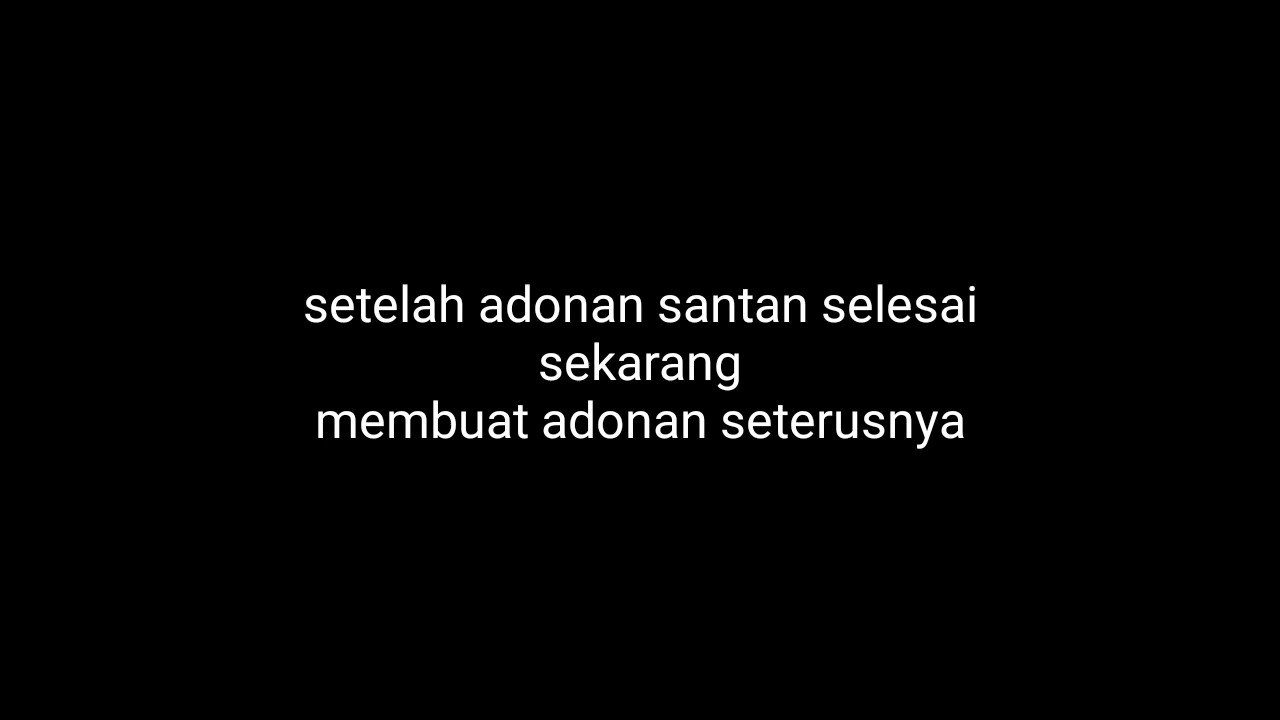 setelah adonan santan selesai
sekarang
membuat adonan seterusnya